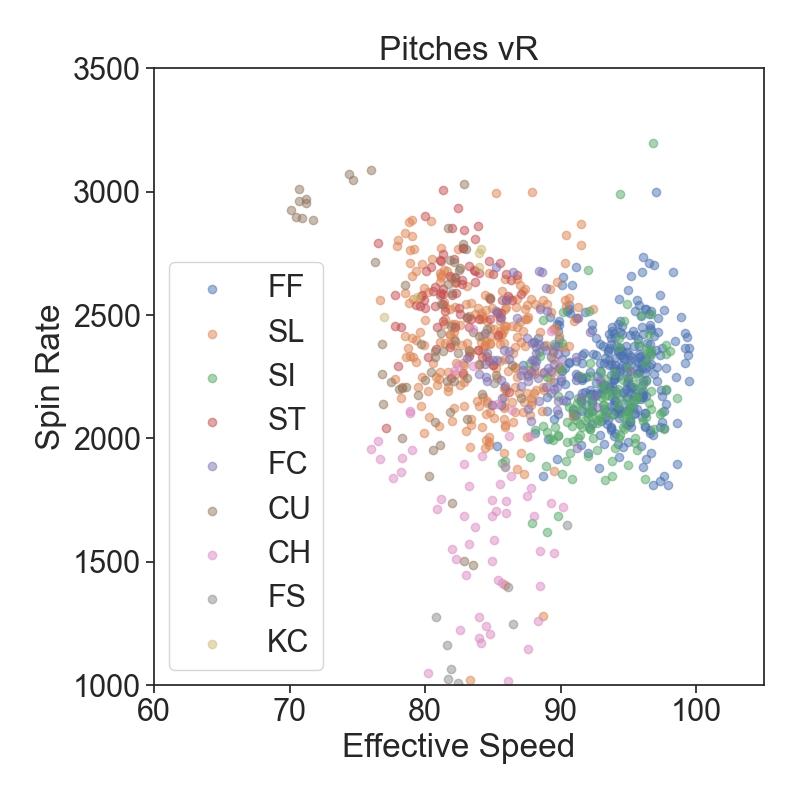 Pitches vR
3500
3000
2500
2000
1500
1000
Spin Rate
FF
SL
SI
ST
FC
CU
CH
FS
KC
60 70 80 90 100
Effective Speed